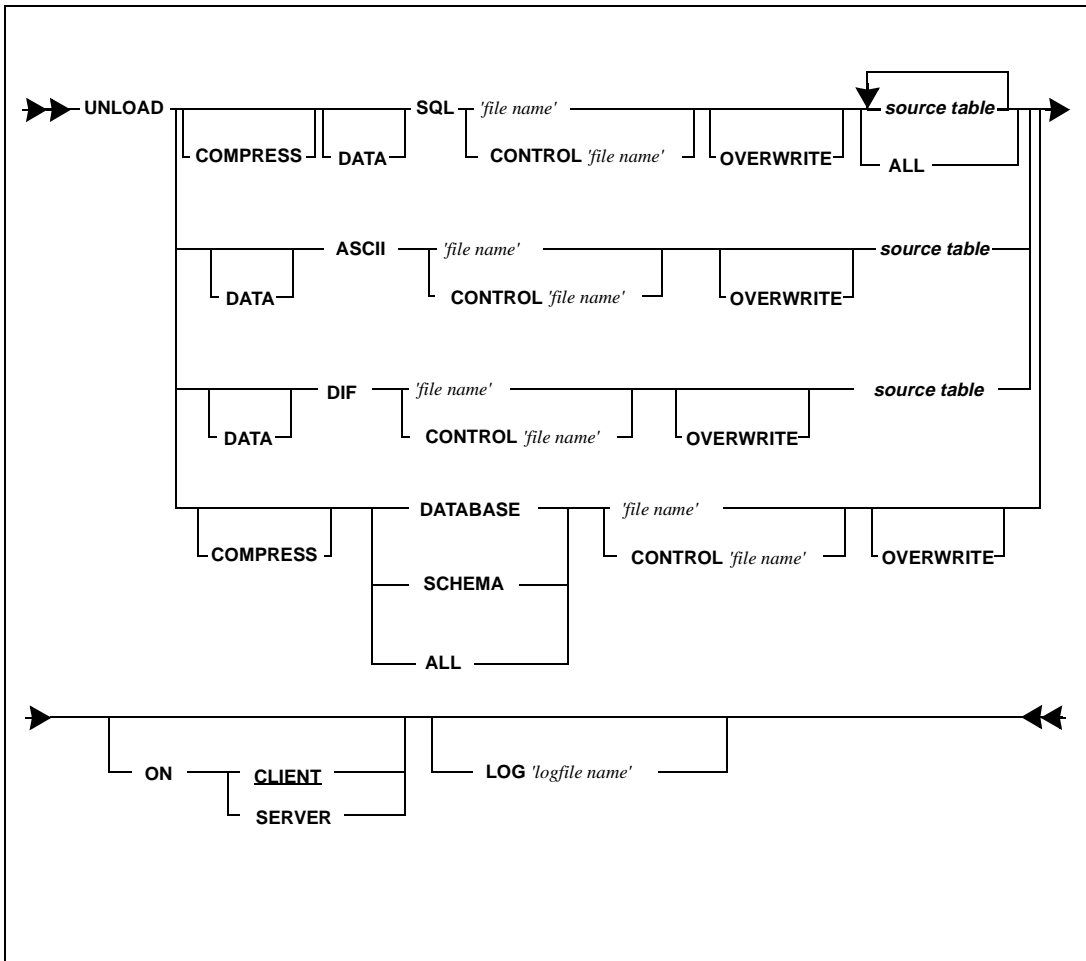 UNLOAD SQL 'file name' source table
COMPRESS DATA CONTROL 'file name' OVERWRITE ALL
ASCII 'file name' source table
DATA CONTROL 'file name' OVERWRITE
DIF 'file name' source table
DATA CONTROL 'file name' OVERWRITE
DATABASE 'file name'
COMPRESS CONTROL 'file name' OVERWRITE
SCHEMA
ALL
ON CLIENT LOG 'logfile name'
SERVER